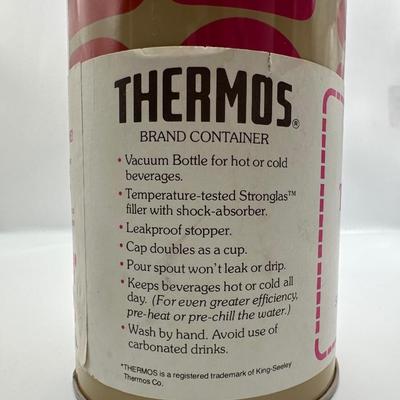 THERMOS®
BRAND CONTAINER
• Vacuum Bottle for hot or cold
beverages.
• Temperature-tested Stronglas™
filler with shock-absorber.
• Leakproof stopper.
• Cap doubles as a cup.
• Pour spout won't leak or drip.
• Keeps beverages hot or cold all
day. (For even greater efficiency,
pre-heat or pre-chill the water.)
• Wash by hand. Avoid use of
carbonated drinks.
*THERMOS is a registered trademark of King-Seeley
Thermos Co.